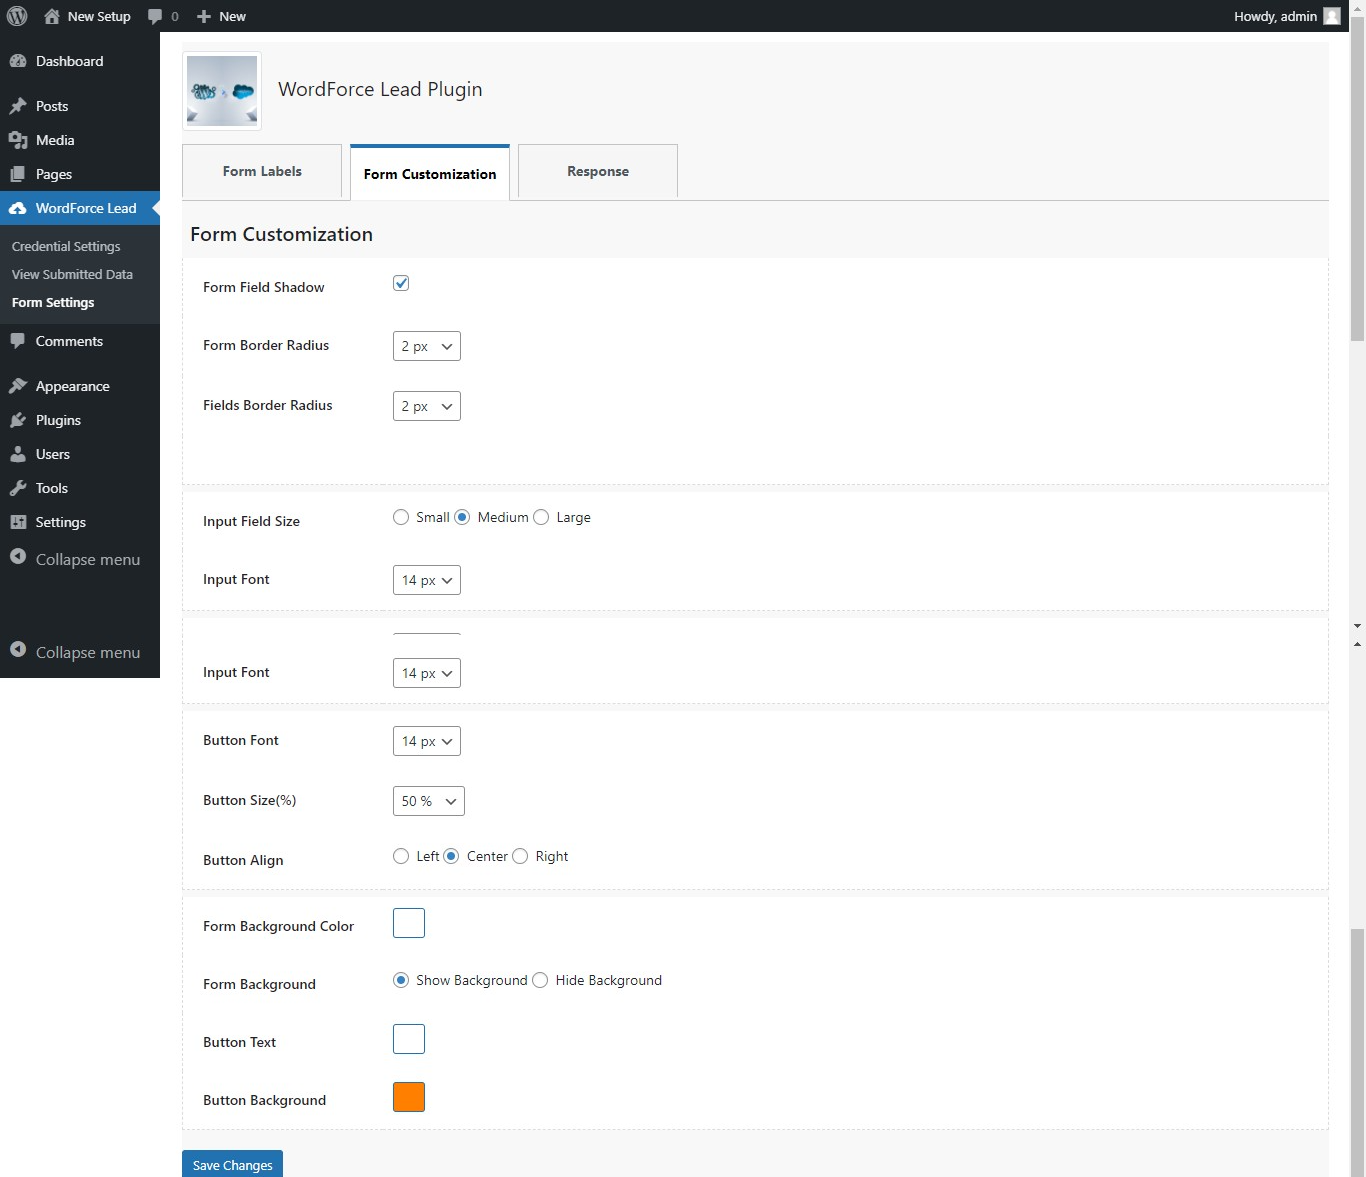 New Setup 0 New Howdy, admin
Dashboard
Posts
Media
Pages
WordForce Lead
Credential Settings
View Submitted Data
Form Settings
Comments
Appearance
Plugins
Users
Tools
Settings
Collapse menu
Collapse menu
WordForce Lead Plugin
Form Labels Form Customization Response
Form Customization
Form Field Shadow
Form Border Radius 2 px
Fields Border Radius 2 px
Input Field Size Small Medium Large
Input Font 14 px
Input Font 14 px
Button Font 14 px
Button Size(%) 50 %
Button Align Left Center Right
Form Background Color
Form Background Show Background Hide Background
Button Text
Button Background
Save Changes